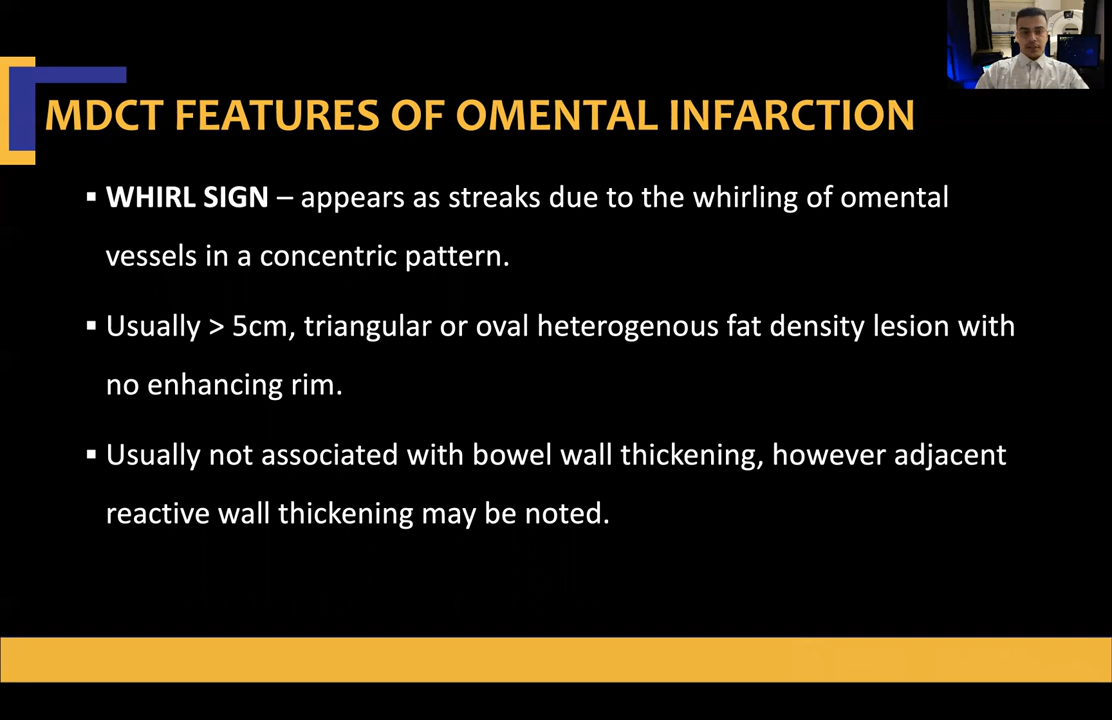 MDCT FEATURES OF OMENTAL INFARCTION
▪ WHIRL SIGN – appears as streaks due to the whirling of omental
vessels in a concentric pattern.
▪ Usually > 5cm, triangular or oval heterogenous fat density lesion with
no enhancing rim.
▪ Usually not associated with bowel wall thickening, however adjacent
reactive wall thickening may be noted.